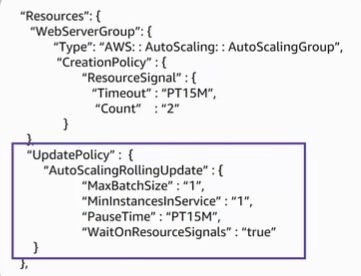 "Resources": {
"WebServerGroup": {
"Type": "AWS: : AutoScaling: : AutoScalingGroup",
"CreationPolicy" : {
"ResourceSignal" : {
"Timeout" : "PT15M",
"Count" : "2"
}
},
"UpdatePolicy" : {
"AutoScalingRollingUpdate" : {
"MaxBatchSize" : "1",
"MinInstancesInService" : "1",
"PauseTime" : "PT15M",
"WaitOnResourceSignals" : "true"
}
},